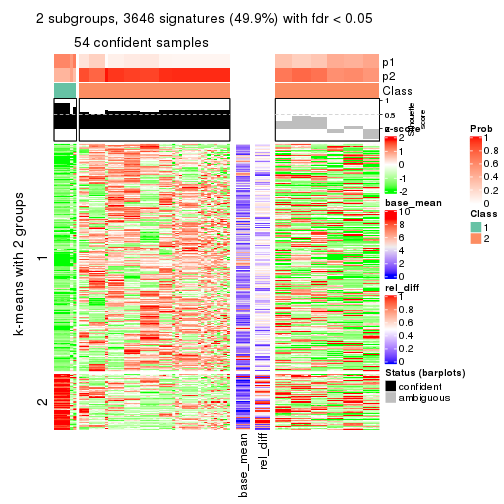 2 subgroups, 3646 signatures (49.9%) with fdr < 0.05
54 confident samples
p1
p2
Class
1
0.5
0
Silhouette
score
k-means with 2 groups
1
2
base_mean
rel_diff
z-score
2
1
0
-1
-2
base_mean
10
8
6
4
2
0
rel_diff
1
0.8
0.6
0.4
0.2
0
Status (barplots)
confident
ambiguous
Prob
1
0.8
0.6
0.4
0.2
0
Class
1
2